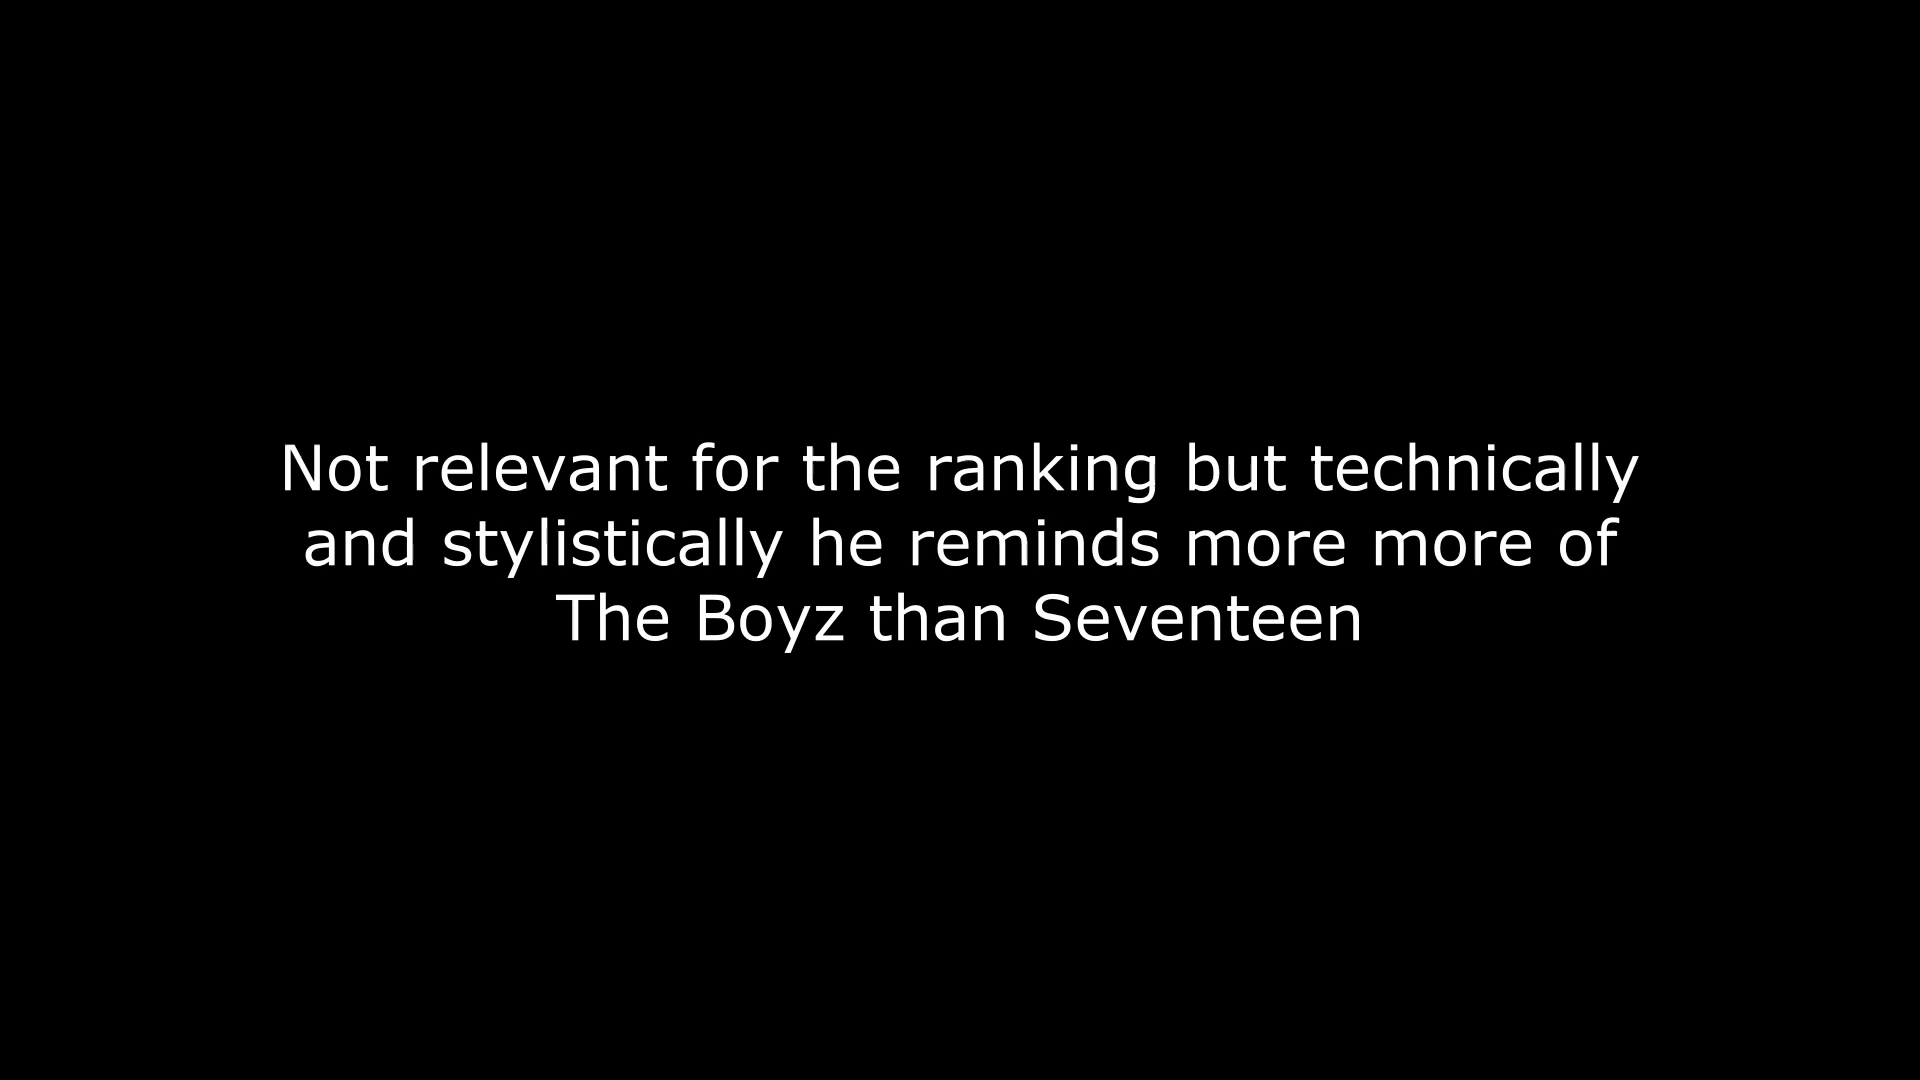 Not relevant for the ranking but technically
and stylistically he reminds more more of
The Boyz than Seventeen